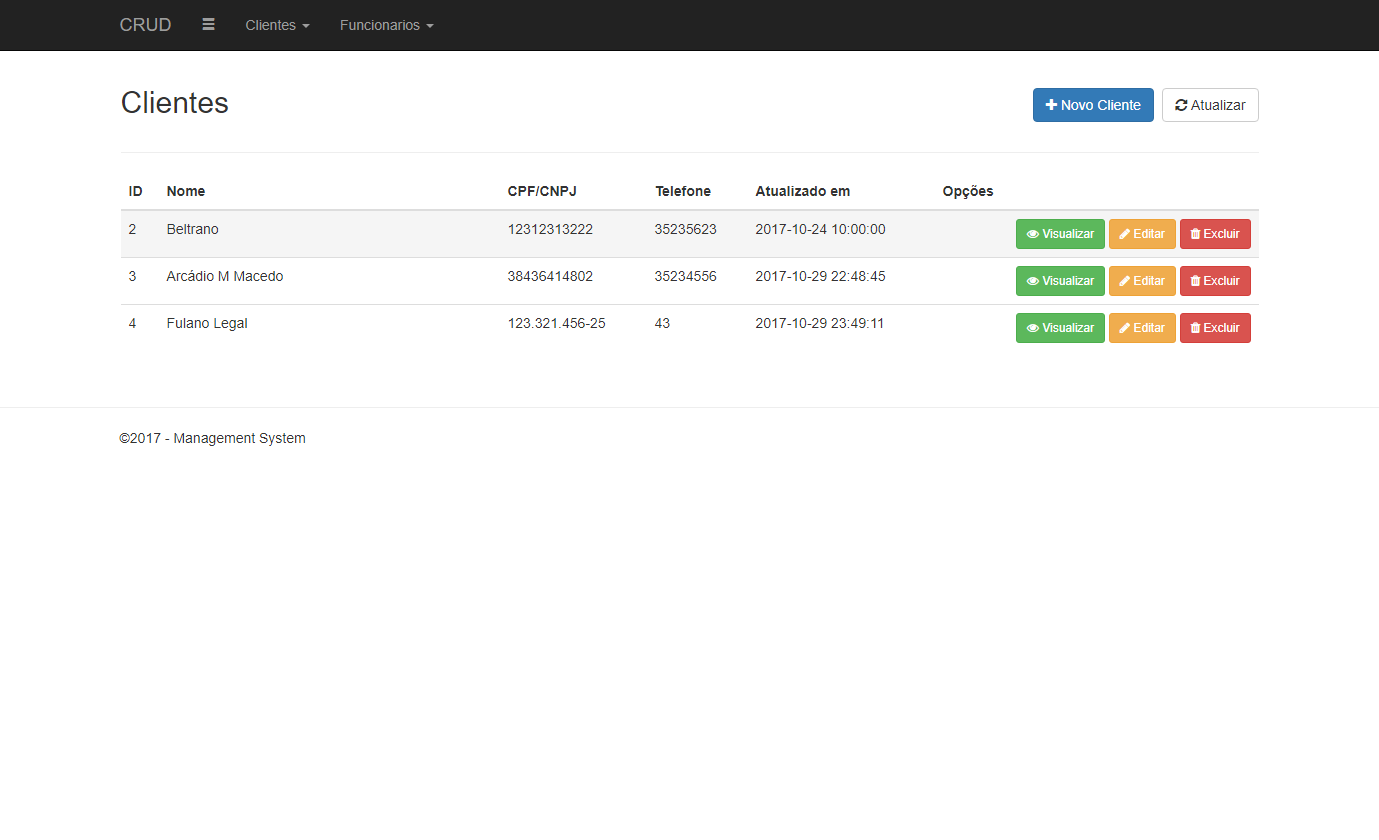 CRUD Clientes Funcionarios
Clientes Novo Cliente Atualizar
ID Nome CPF/CNPJ Telefone Atualizado em Opções
2 Beltrano 12312313222 35235623 2017-10-24 10:00:00 Visualizar Editar Excluir
3 Arcádio M Macedo 38436414802 35234556 2017-10-29 22:48:45 Visualizar Editar Excluir
4 Fulano Legal 123.321.456-25 43 2017-10-29 23:49:11 Visualizar Editar Excluir
©2017 - Management System